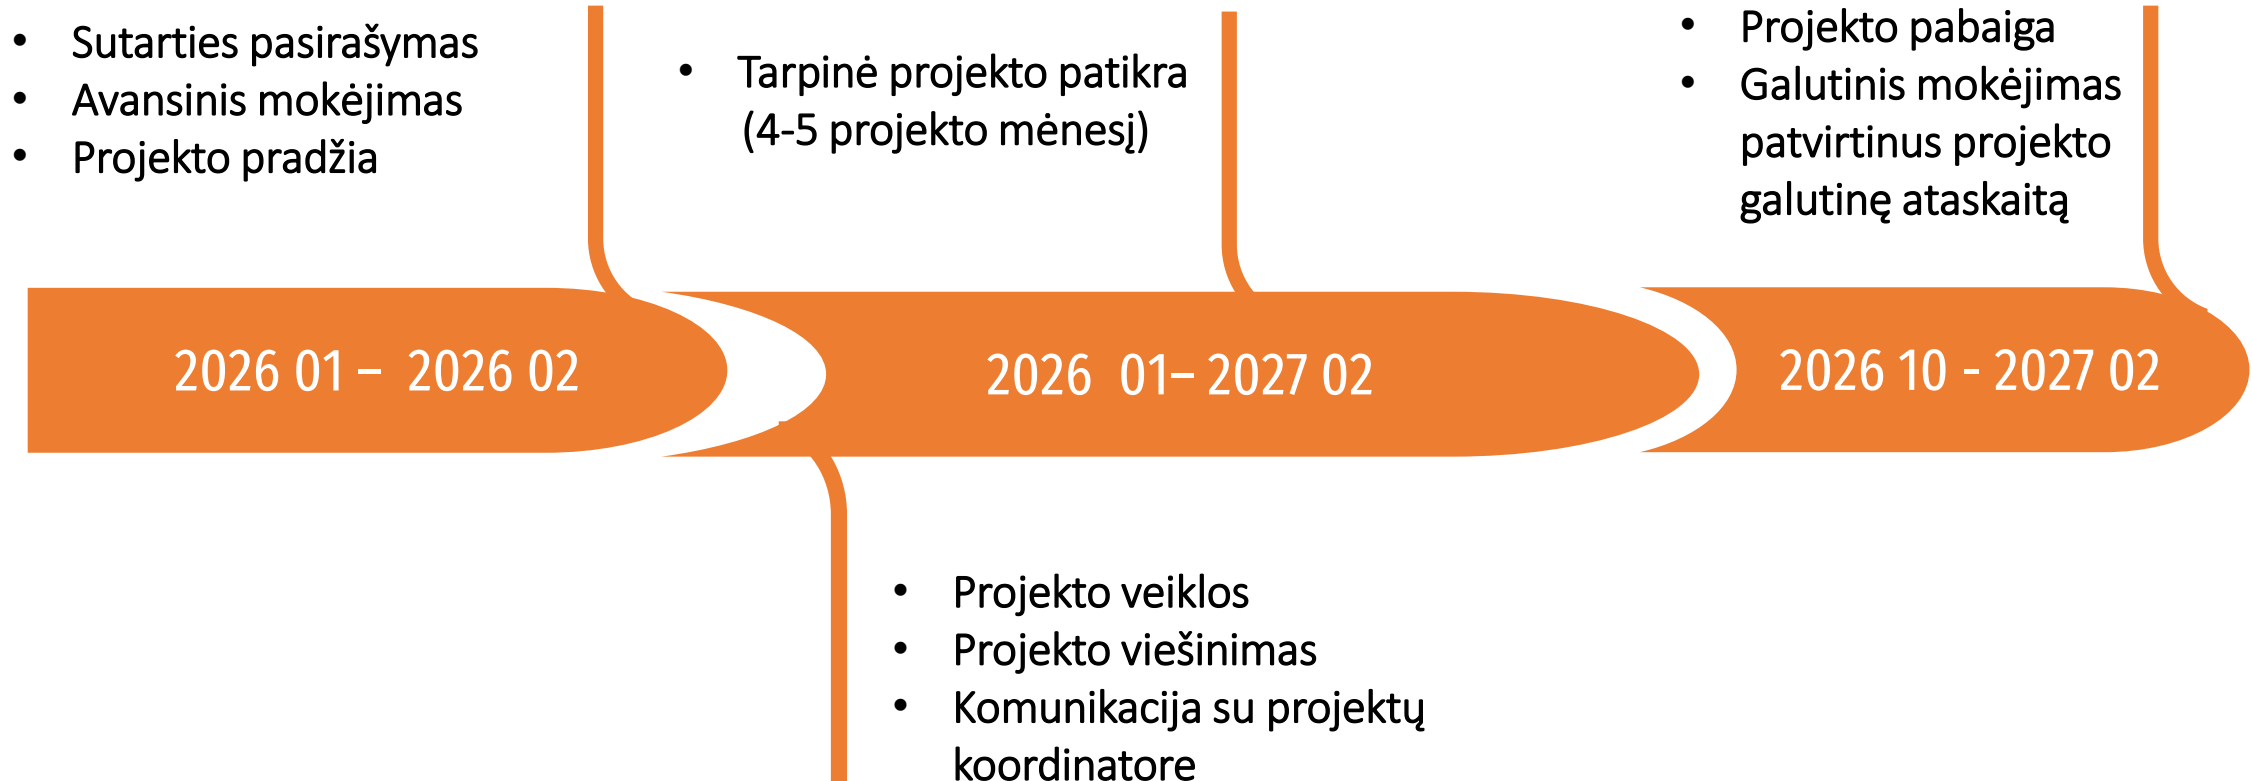 • Sutarties pasirašymas
• Avansinis mokėjimas
• Projekto pradžia
• Tarpinė projekto patikra
(4-5 projekto mėnesį)
• Projekto pabaiga
• Galutinis mokėjimas
patvirtinus projekto
galutinę ataskaitą
2026 01 – 2026 02
2026 01– 2027 02
2026 10 - 2027 02
• Projekto veiklos
• Projekto viešinimas
• Komunikacija su projektų
koordinatore